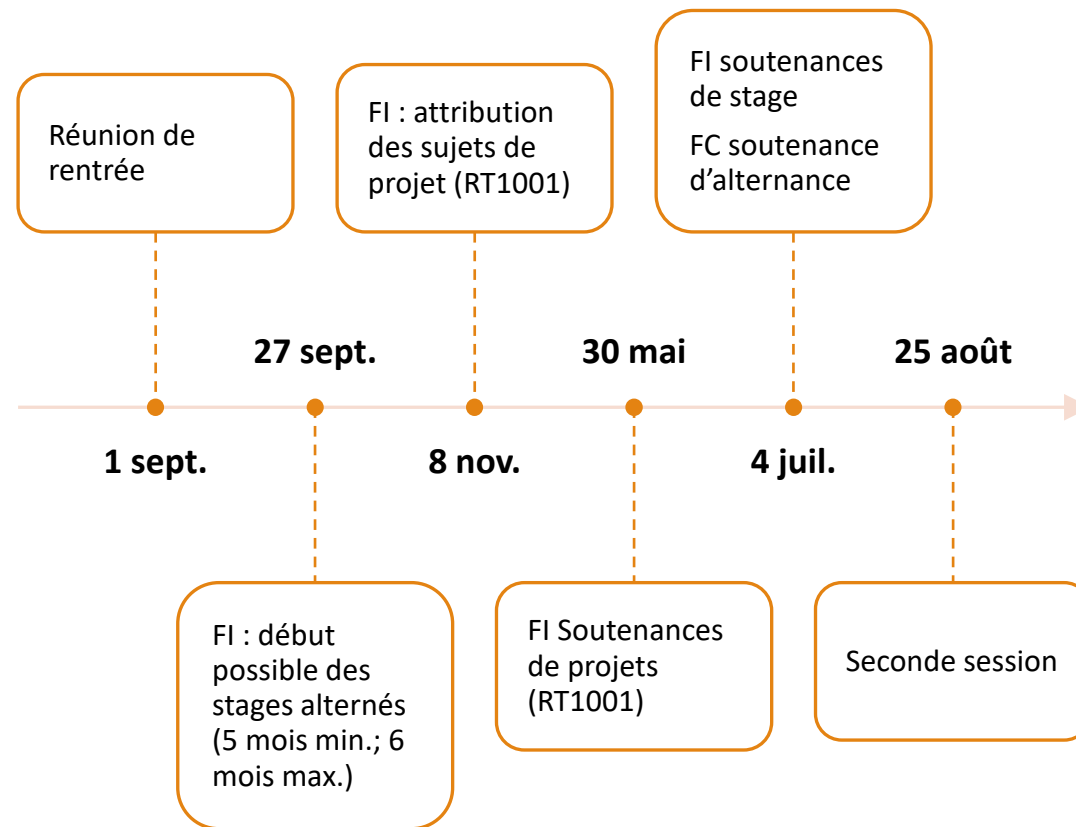 Réunion de
rentrée
FI : attribution
des sujets de
projet (RT1001)
FI soutenances
de stage
FC soutenance
d’alternance
27 sept.
30 mai
25 août
1 sept.
8 nov.
4 juil.
FI : début
possible des
stages alternés
(5 mois min.; 6
mois max.)
FI Soutenances
de projets
(RT1001)
Seconde session